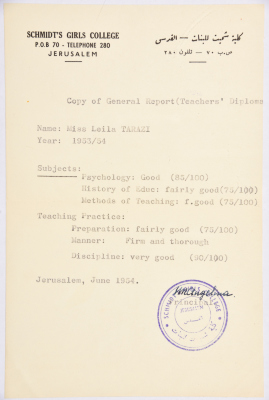 SCHMIDT'S GIRLS COLLEGE
P.O.B 70 - TELEPHONE 280
JERUSALEM
كلية شميت للبنات - القدس
ص.ب ٧٠ - تلفون ٢٨٠
Copy of General Report(Teachers' Diploma
Name: Miss Leila TARAZI
Year: 1953/54
Subjects:
Psychology: Good (85/100)
History of Educ: fairly good(75/100)
Methods of Teaching: f.good (75/100)
Teaching Practice:
Preparation: fairly good (75/100)
Manner: Firm and thorough
Discipline: very good (90/100)
Jerusalem, June 1954.
Principal